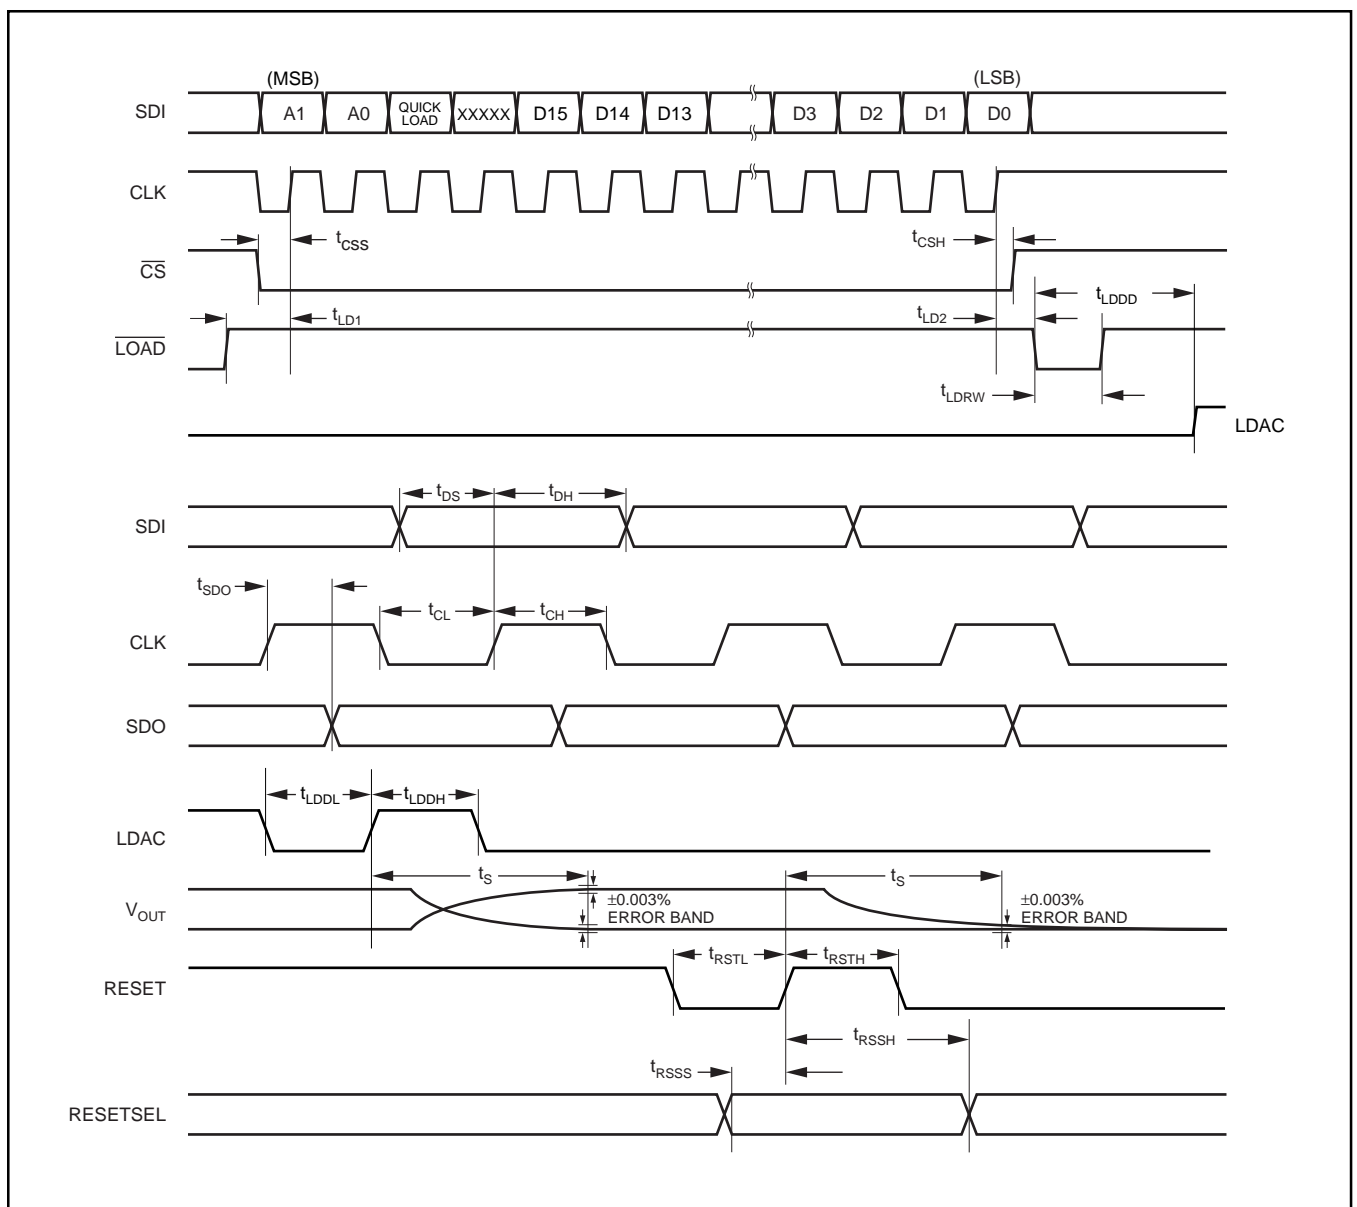 (MSB) (LSB)
SDI A1 A0 QUICK LOAD XXXXX D15 D14 D13 D3 D2 D1 D0
CLK
tCSS tCSH
CS
tLDDD
tLD1 tLD2
LOAD
tLDRW
LDAC
tDS tDH
SDI
tSDO
tCL tCH
CLK
SDO
tLDDL tLDDH
LDAC
tS tS
VOUT
±0.003% ±0.003%
ERROR BAND ERROR BAND
tRSTL tRSTH
RESET
tRSSH
tRSSS
RESETSEL